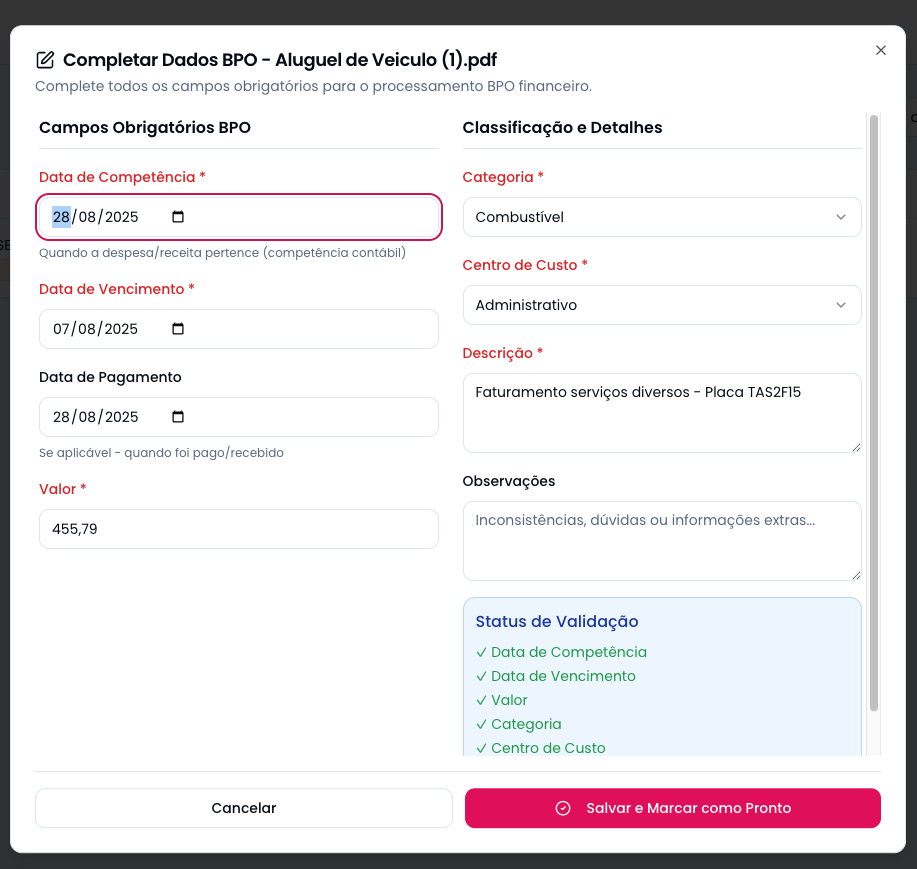 Completar Dados BPO - Aluguel de Veiculo (1).pdf
Complete todos os campos obrigatórios para o processamento BPO financeiro.
Campos Obrigatórios BPO
Data de Competência *
28/08/2025
Quando a despesa/receita pertence (competência contábil)
Data de Vencimento *
07/08/2025
Data de Pagamento
28/08/2025
Se aplicável - quando foi pago/recebido
Valor *
455,79
Classificação e Detalhes
Categoria *
Combustível
Centro de Custo *
Administrativo
Descrição *
Faturamento serviços diversos - Placa TAS2F15
Observações
Inconsistências, dúvidas ou informações extras...
Status de Validação
✓ Data de Competência
✓ Data de Vencimento
✓ Valor
✓ Categoria
✓ Centro de Custo
Cancelar
Salvar e Marcar como Pronto